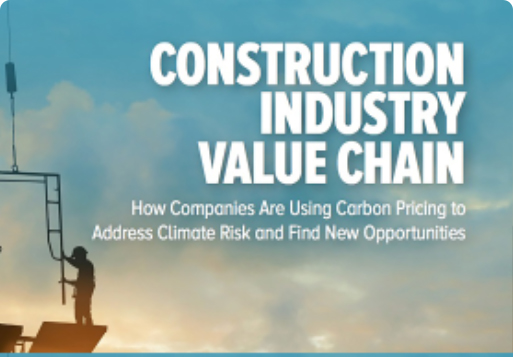 CONSTRUCTION
INDUSTRY
VALUE CHAIN
How Companies Are Using Carbon Pricing to
Address Climate Risk and Find New Opportunities